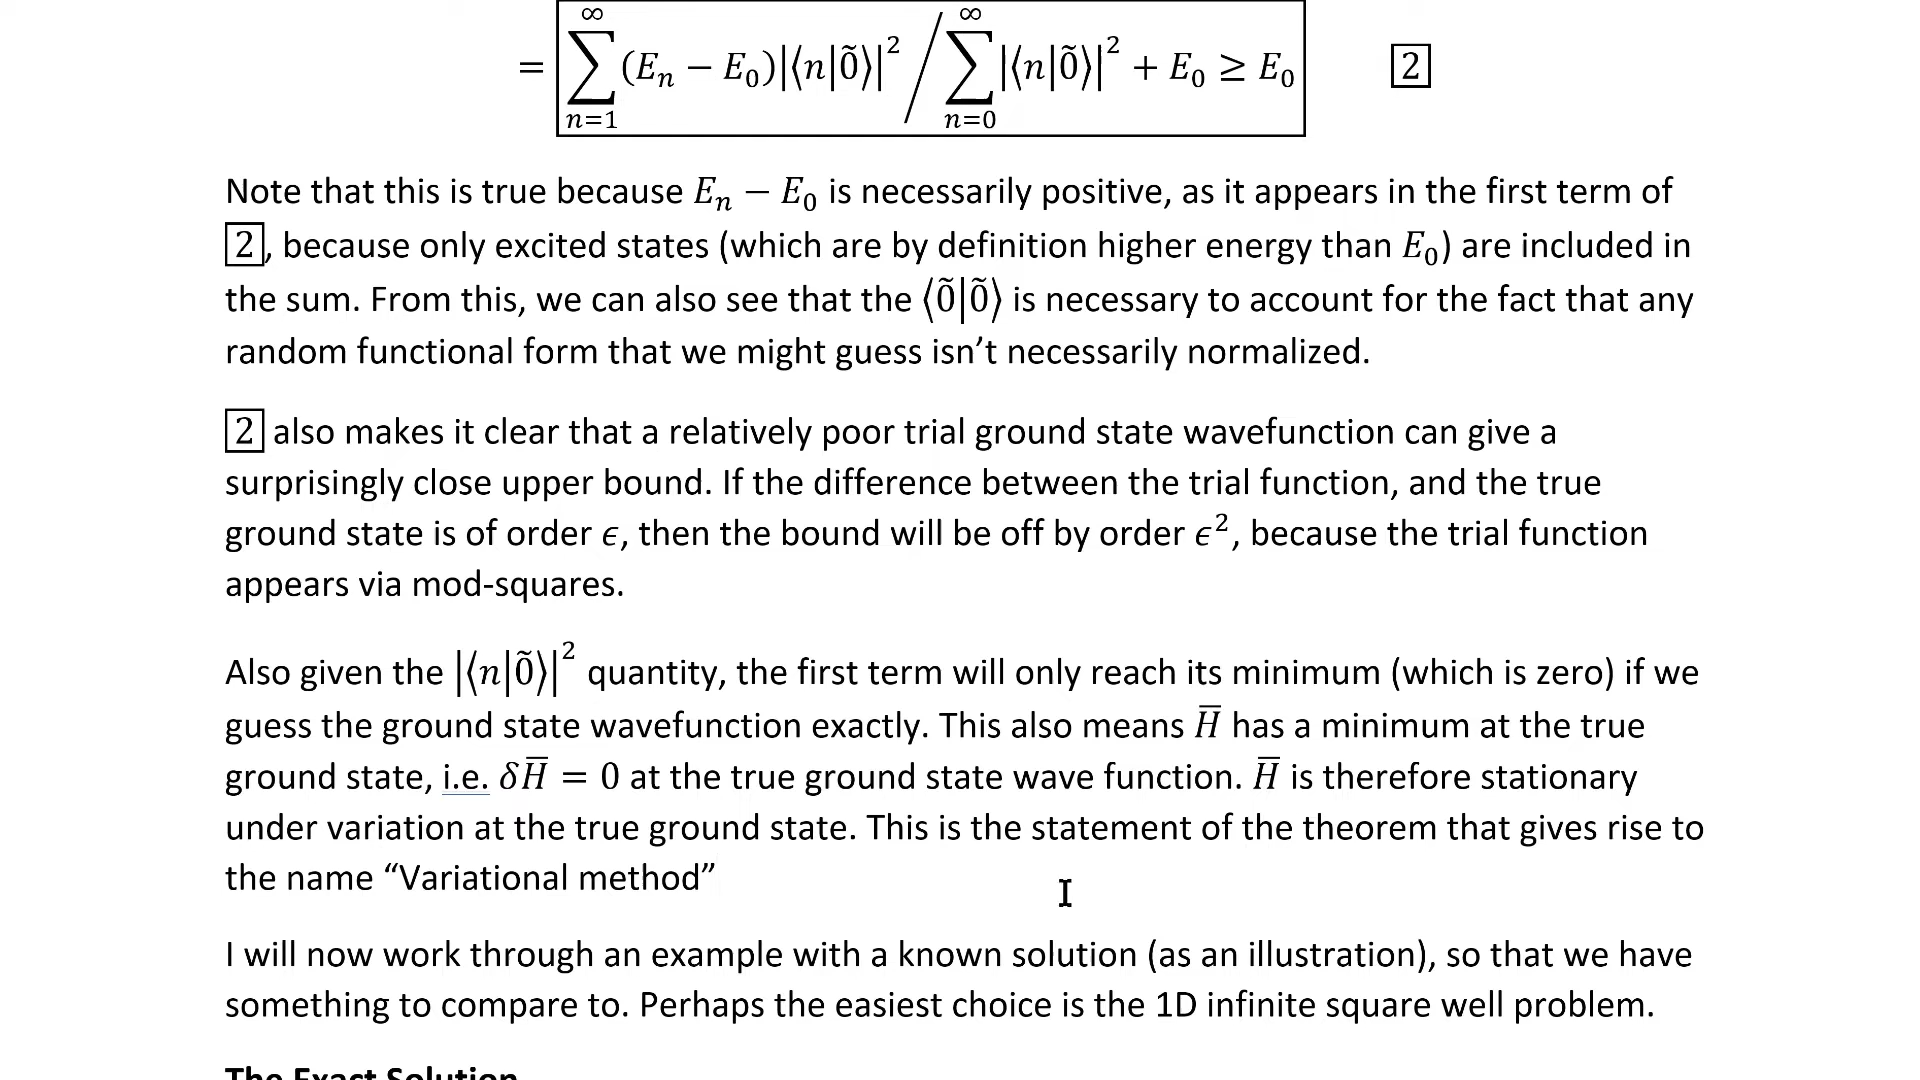 = ∑_{n=1}^{∞} (E_n − E_0)|⟨n|0̃⟩|² / ∑_{n=0}^{∞} |⟨n|0̃⟩|² + E_0 ≥ E_0 [2]
Note that this is true because E_n − E_0 is necessarily positive, as it appears in the first term of
[2], because only excited states (which are by definition higher energy than E_0) are included in
the sum. From this, we can also see that the ⟨0̃|0̃⟩ is necessary to account for the fact that any
random functional form that we might guess isn’t necessarily normalized.
[2] also makes it clear that a relatively poor trial ground state wavefunction can give a
surprisingly close upper bound. If the difference between the trial function, and the true
ground state is of order ϵ, then the bound will be off by order ϵ², because the trial function
appears via mod-squares.
Also given the |⟨n|0̃⟩|² quantity, the first term will only reach its minimum (which is zero) if we
guess the ground state wavefunction exactly. This also means H̅ has a minimum at the true
ground state, i.e. δH̅ = 0 at the true ground state wave function. H̅ is therefore stationary
under variation at the true ground state. This is the statement of the theorem that gives rise to
the name “Variational method”
I will now work through an example with a known solution (as an illustration), so that we have
something to compare to. Perhaps the easiest choice is the 1D infinite square well problem.
The Exact Solution